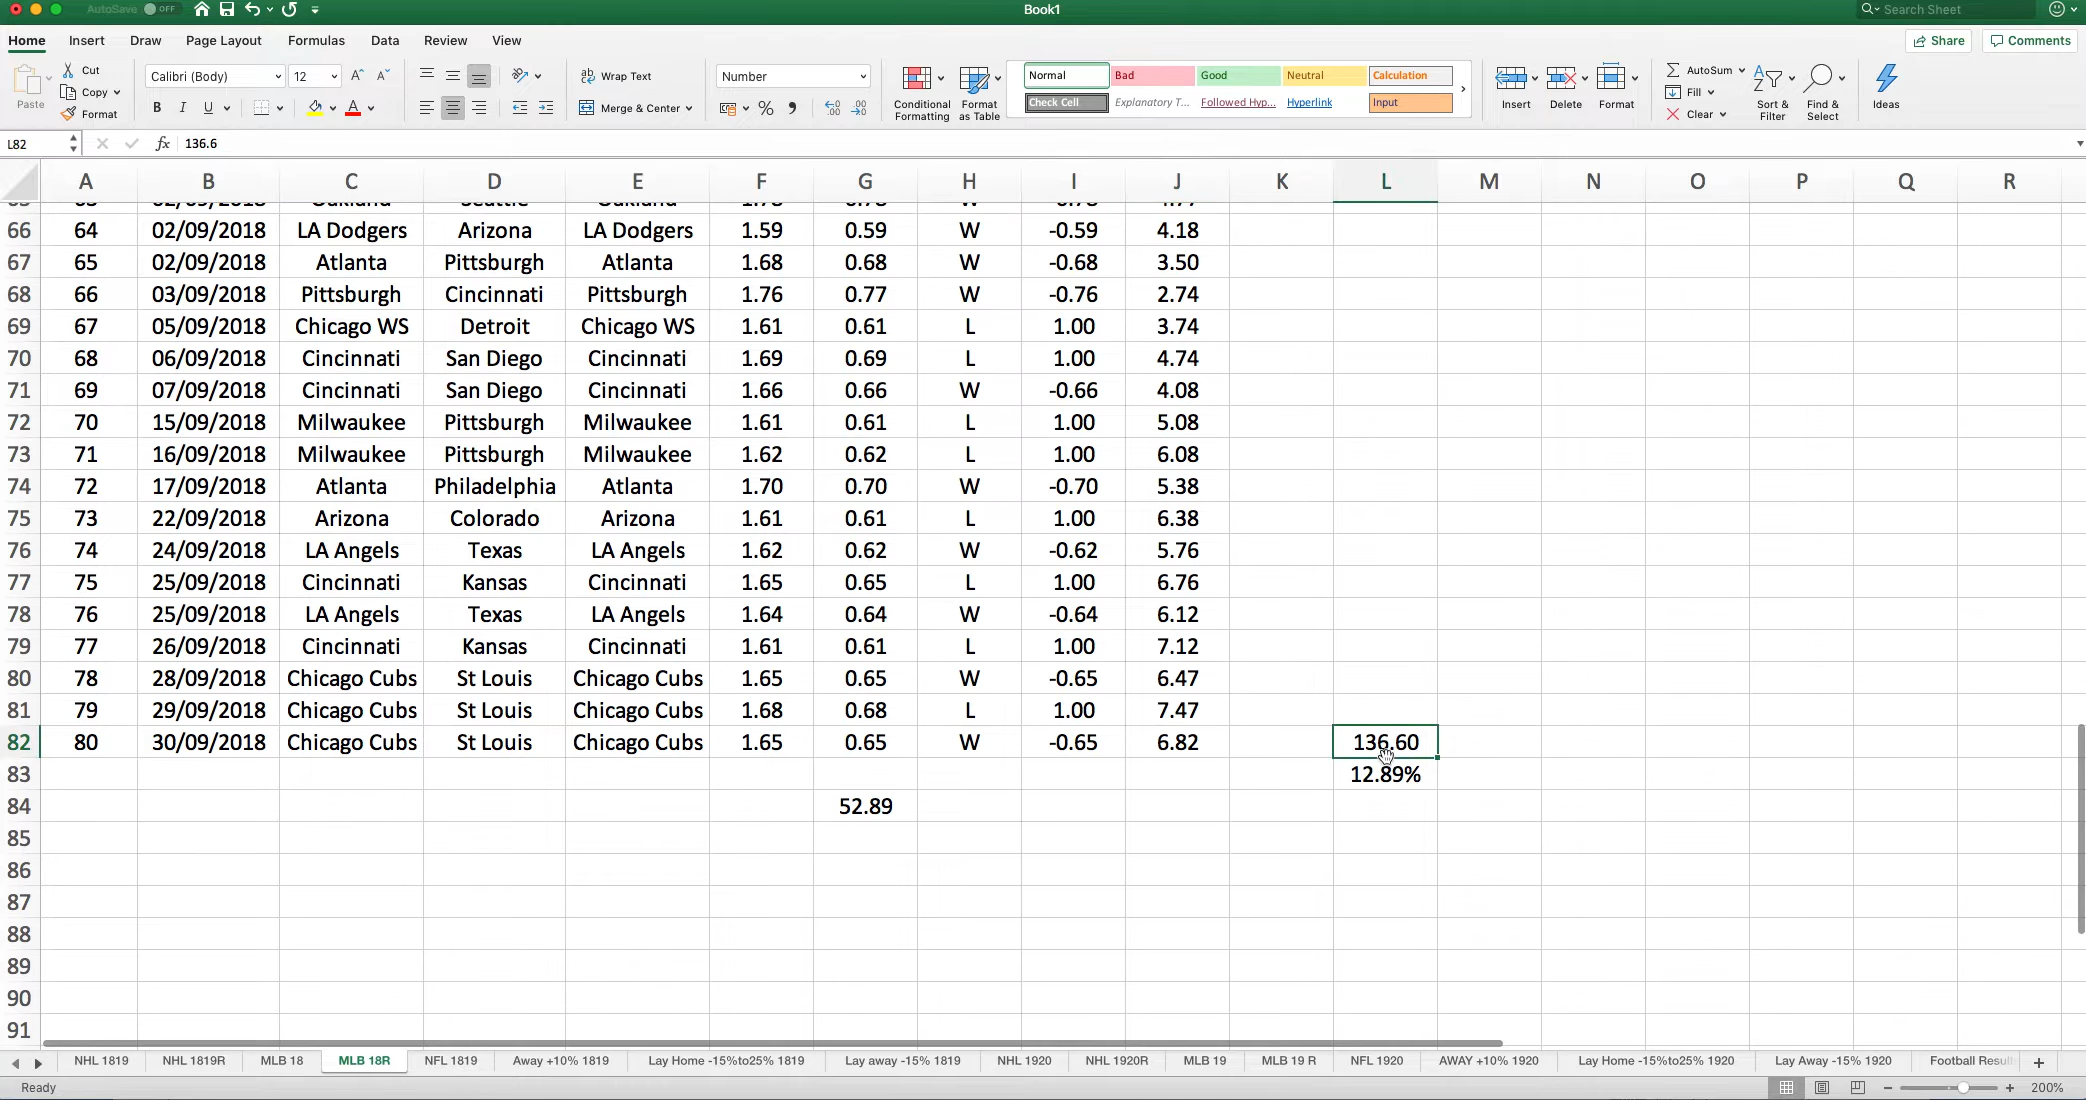 AutoSave OFF Book1 Search Sheet
Home Insert Draw Page Layout Formulas Data Review View Share Comments
Paste Cut Copy Format Calibri (Body) 12 Wrap Text Merge & Center Number Conditional Formatting Format as Table Normal Bad Good Neutral Calculation Check Cell Explanatory T... Followed Hyp... Hyperlink Input Insert Delete Format AutoSum Fill Clear Sort & Filter Find & Select Ideas
L82 fx 136.6
A B C D E F G H I J K L M N O P Q R
66 64 02/09/2018 LA Dodgers Arizona LA Dodgers 1.59 0.59 W -0.59 4.18
67 65 02/09/2018 Atlanta Pittsburgh Atlanta 1.68 0.68 W -0.68 3.50
68 66 03/09/2018 Pittsburgh Cincinnati Pittsburgh 1.76 0.77 W -0.76 2.74
69 67 05/09/2018 Chicago WS Detroit Chicago WS 1.61 0.61 L 1.00 3.74
70 68 06/09/2018 Cincinnati San Diego Cincinnati 1.69 0.69 L 1.00 4.74
71 69 07/09/2018 Cincinnati San Diego Cincinnati 1.66 0.66 W -0.66 4.08
72 70 15/09/2018 Milwaukee Pittsburgh Milwaukee 1.61 0.61 L 1.00 5.08
73 71 16/09/2018 Milwaukee Pittsburgh Milwaukee 1.62 0.62 L 1.00 6.08
74 72 17/09/2018 Atlanta Philadelphia Atlanta 1.70 0.70 W -0.70 5.38
75 73 22/09/2018 Arizona Colorado Arizona 1.61 0.61 L 1.00 6.38
76 74 24/09/2018 LA Angels Texas LA Angels 1.62 0.62 W -0.62 5.76
77 75 25/09/2018 Cincinnati Kansas Cincinnati 1.65 0.65 L 1.00 6.76
78 76 25/09/2018 LA Angels Texas LA Angels 1.64 0.64 W -0.64 6.12
79 77 26/09/2018 Cincinnati Kansas Cincinnati 1.61 0.61 L 1.00 7.12
80 78 28/09/2018 Chicago Cubs St Louis Chicago Cubs 1.65 0.65 W -0.65 6.47
81 79 29/09/2018 Chicago Cubs St Louis Chicago Cubs 1.68 0.68 L 1.00 7.47
82 80 30/09/2018 Chicago Cubs St Louis Chicago Cubs 1.65 0.65 W -0.65 6.82 136.60
83 12.89%
84 52.89
85
86
87
88
89
90
91
NHL 1819 NHL 1819R MLB 18 MLB 18R NFL 1819 Away +10% 1819 Lay Home -15%to25% 1819 Lay away -15% 1819 NHL 1920 NHL 1920R MLB 19 MLB 19 R NFL 1920 AWAY +10% 1920 Lay Home -15%to25% 1920 Lay Away -15% 1920 Football
Ready 200%